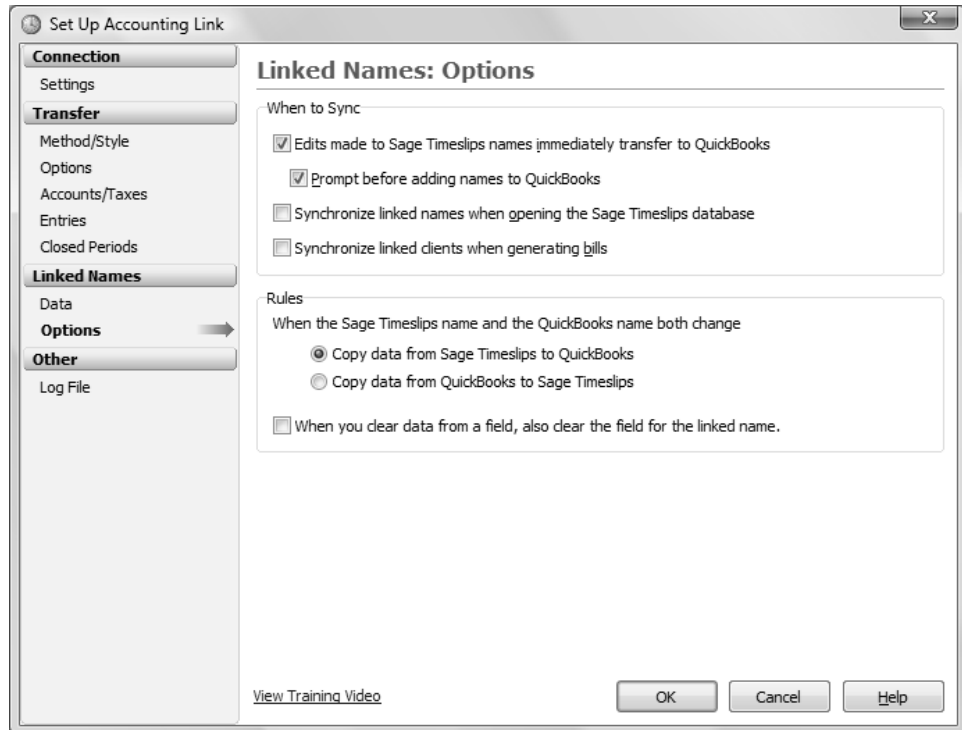 Set Up Accounting Link
X
Connection
Settings
Transfer
Method/Style
Options
Accounts/Taxes
Entries
Closed Periods
Linked Names
Data
Options
Other
Log File
Linked Names: Options
When to Sync
Edits made to Sage Timeslips names immediately transfer to QuickBooks
Prompt before adding names to QuickBooks
Synchronize linked names when opening the Sage Timeslips database
Synchronize linked clients when generating bills
Rules
When the Sage Timeslips name and the QuickBooks name both change
Copy data from Sage Timeslips to QuickBooks
Copy data from QuickBooks to Sage Timeslips
When you clear data from a field, also clear the field for the linked name.
View Training Video
OK
Cancel
Help